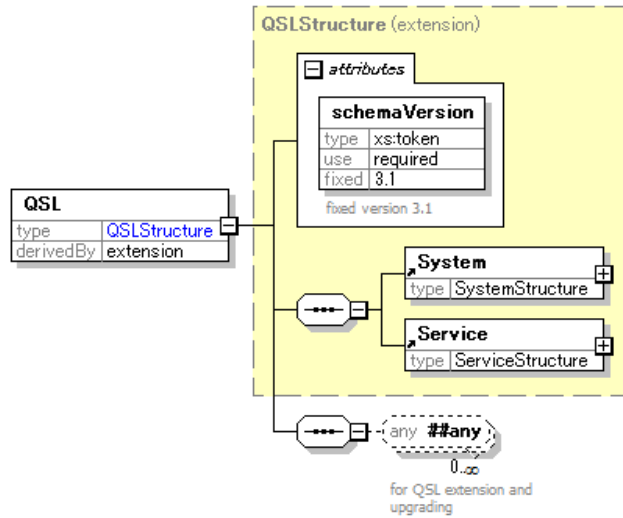 QSLStructure (extension)
attributes
schemaVersion
type xs:token
use required
fixed 3.1
fixed version 3.1
QSL
type QSLStructure
derivedBy extension
System
type SystemStructure
Service
type ServiceStructure
any ##any
0..∞
for QSL extension and
upgrading